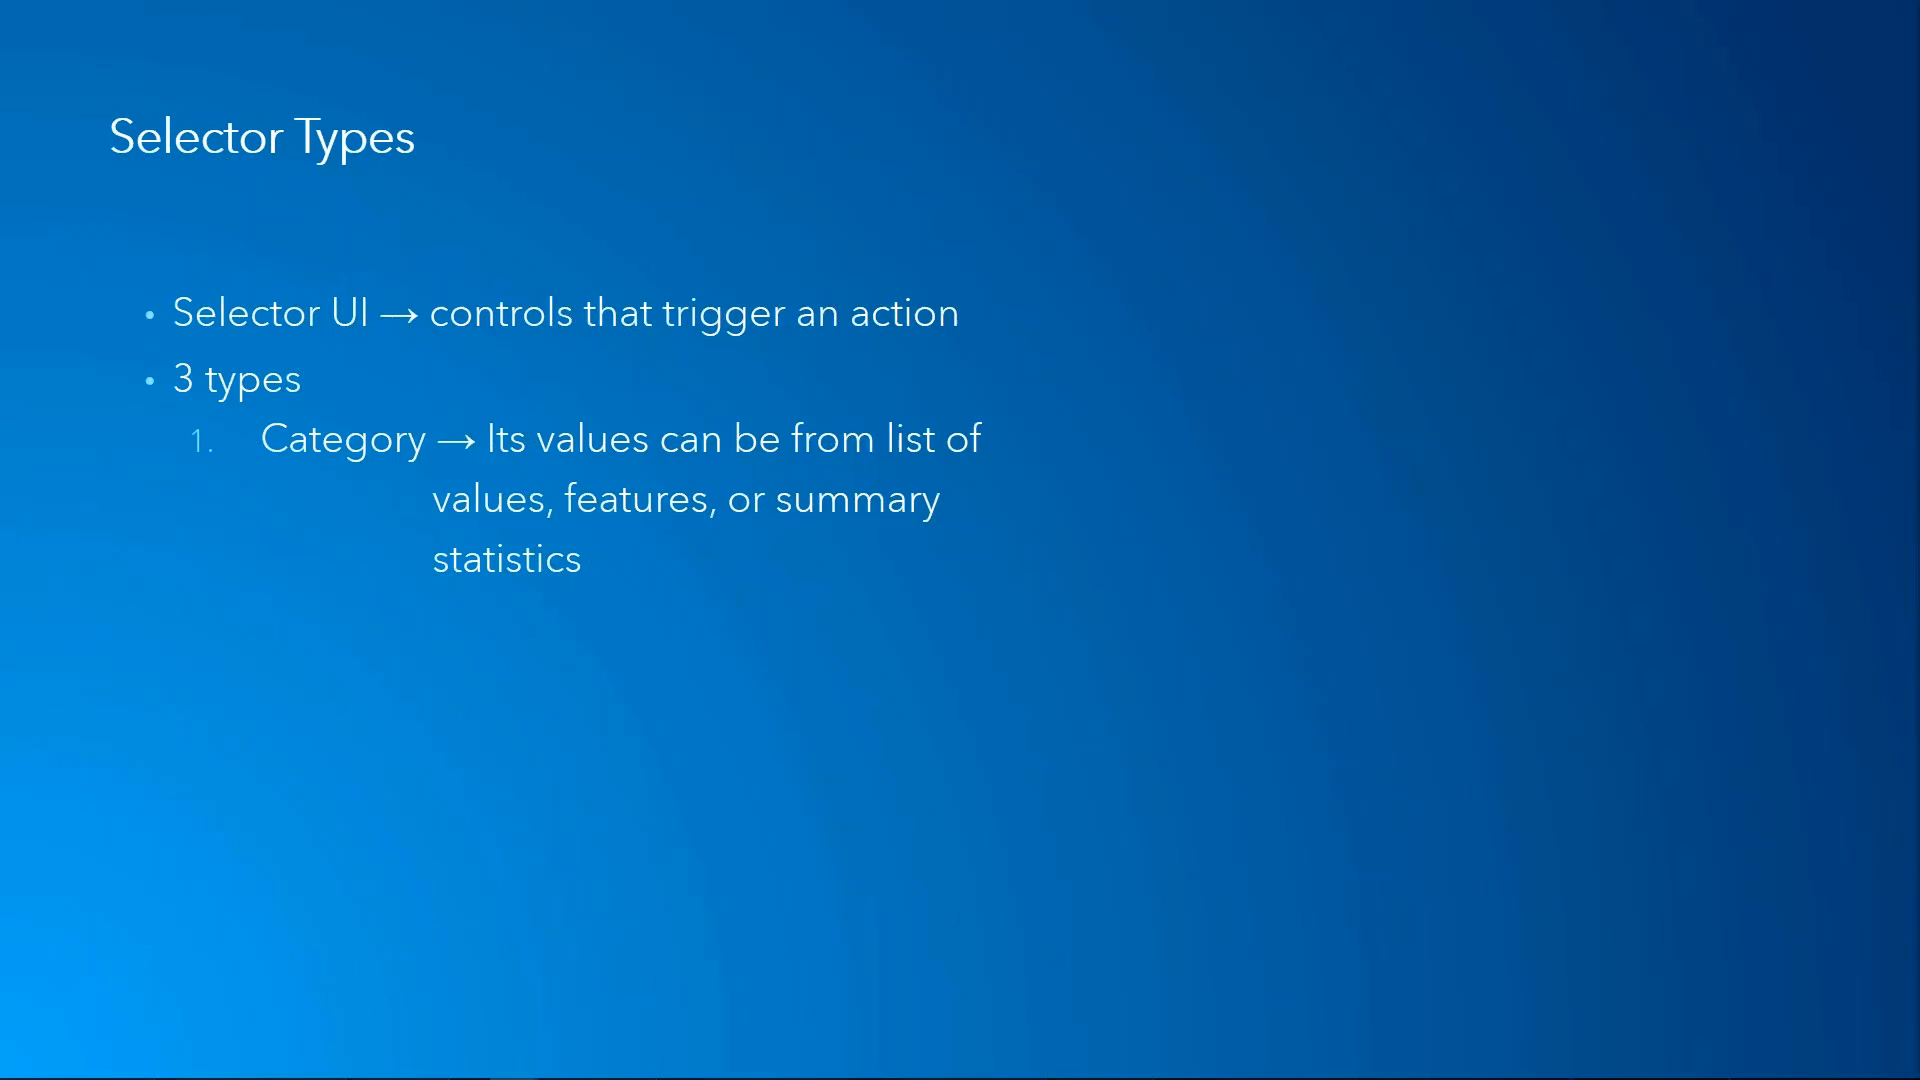 Selector Types
• Selector UI → controls that trigger an action
• 3 types
1. Category → Its values can be from list of
values, features, or summary
statistics